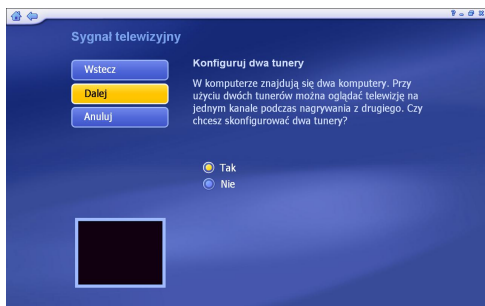 Sygnał telewizyjny
Wstecz
Dalej
Anuluj
Konfiguruj dwa tunery
W komputerze znajdują się dwa komputery. Przy
użyciu dwóch tunerów można oglądać telewizję na
jednym kanale podczas nagrywania z drugiego. Czy
chcesz skonfigurować dwa tunery?
Tak
Nie